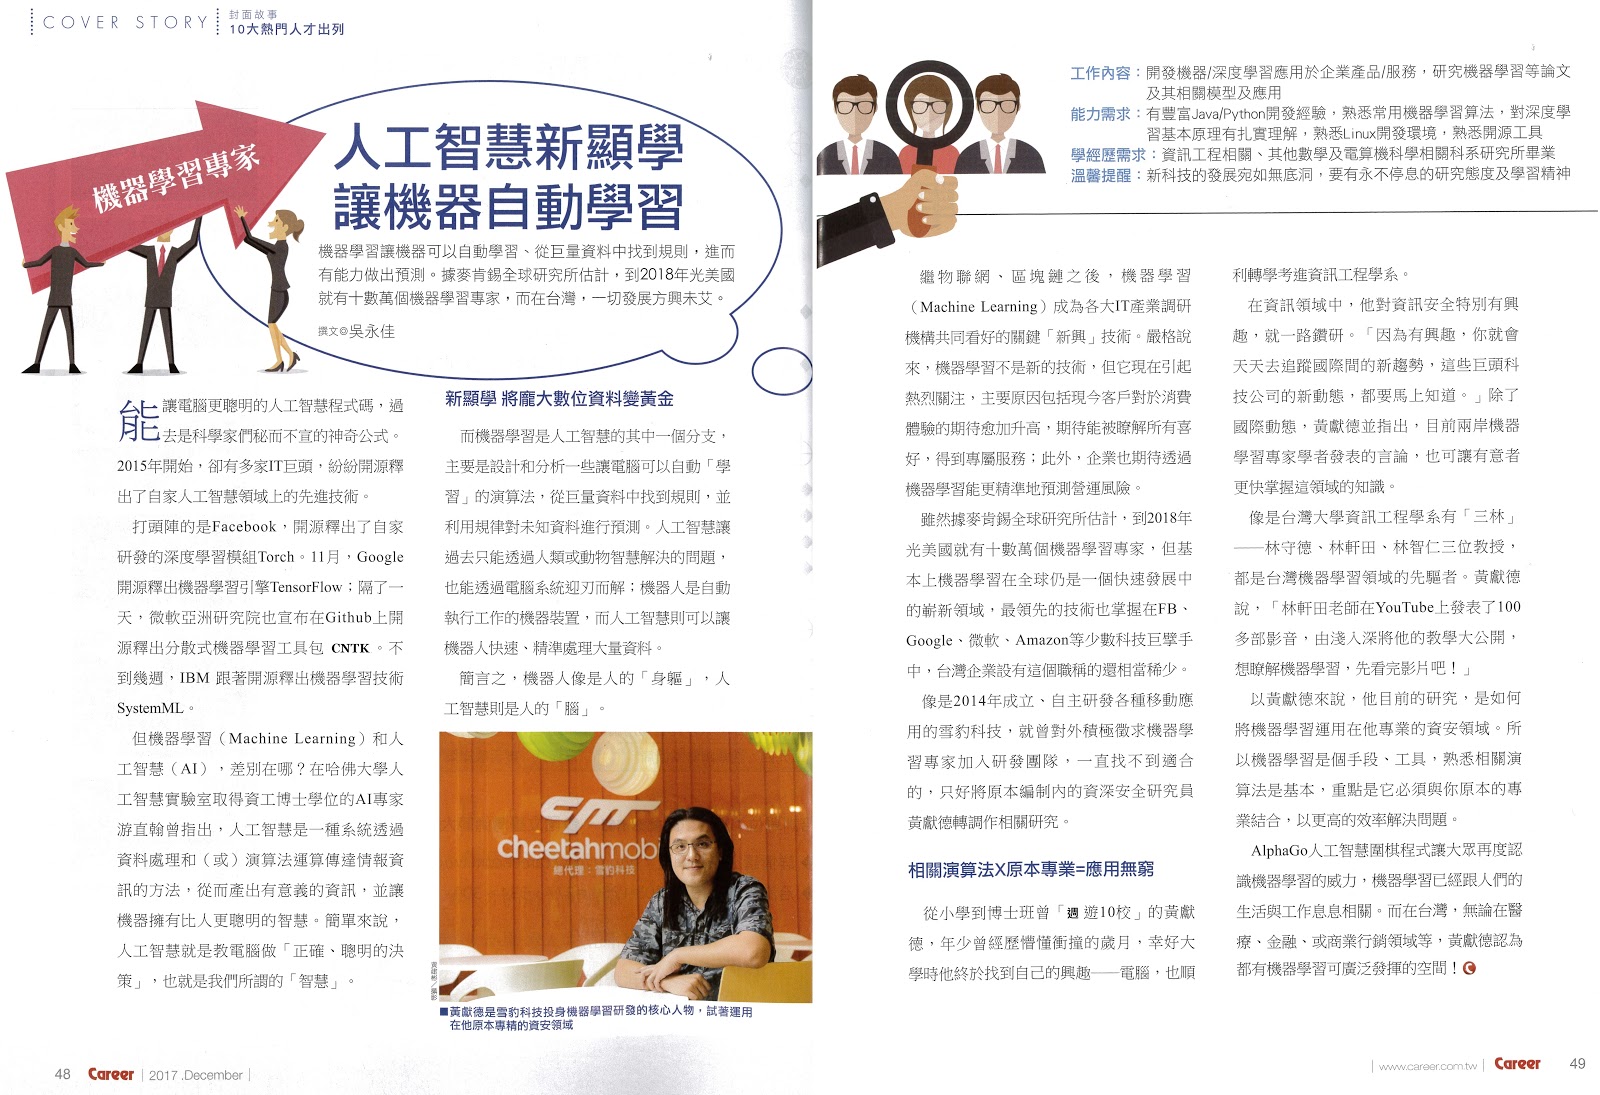 COVER STORY
封面故事
10大熱門人才出列
機器學習專家
人工智慧新顯學
讓機器自動學習
機器學習讓機器可以自動學習、從巨量資料中找到規則,進而
有能力做出預測。據麥肯錫全球研究所估計,到2018年光美國
就有十數萬個機器學習專家,而在台灣,一切發展方興未艾。
撰文◎吳永佳
能讓電腦更聰明的人工智慧程式碼,過
去是科學家們秘而不宣的神奇公式。
2015年開始,卻有多家IT巨頭,紛紛開源釋
出了自家人工智慧領域上的先進技術。
打頭陣的是Facebook,開源釋出了自家
研發的深度學習模組Torch。11月,Google
開源釋出機器學習引擎TensorFlow;隔了一
天,微軟亞洲研究院也宣布在Github上開
源釋出分散式機器學習工具包 CNTK。不
到幾週,IBM 跟著開源釋出機器學習技術
SystemML。
但機器學習(Machine Learning)和人
工智慧(AI),差別在哪?在哈佛大學人
工智慧實驗室取得資工博士學位的AI專家
游直翰曾指出,人工智慧是一種系統透過
資料處理和(或)演算法運算傳達情報資
訊的方法,從而產出有意義的資訊,並讓
機器擁有比人更聰明的智慧。簡單來說,
人工智慧就是教電腦做「正確、聰明的決
策」,也就是我們所謂的「智慧」。
新顯學 將龐大數位資料變黃金
而機器學習是人工智慧的其中一個分支,
主要是設計和分析一些讓電腦可以自動「學
習」的演算法,從巨量資料中找到規則,並
利用規律對未知資料進行預測。人工智慧讓
過去只能透過人類或動物智慧解決的問題,
也能透過電腦系統迎刃而解;機器人是自動
執行工作的機器裝置,而人工智慧則可以讓
機器人快速、精準處理大量資料。
簡言之,機器人像是人的「身軀」,人
工智慧則是人的「腦」。
cheetahmob
總代理:雪豹科技
■黃獻德是雪豹科技投身機器學習研發的核心人物,試著運用
在他原本專精的資安領域
48 Career | 2017 .December |
工作內容:開發機器/深度學習應用於企業產品/服務,研究機器學習等論文
及其相關模型及應用
能力需求:有豐富Java/Python開發經驗,熟悉常用機器學習算法,對深度學
習基本原理有扎實理解,熟悉Linux開發環境,熟悉開源工具
學經歷需求:資訊工程相關、其他數學及電算機科學相關科系研究所畢業
溫馨提醒:新科技的發展宛如無底洞,要有永不停息的研究態度及學習精神
繼物聯網、區塊鏈之後,機器學習
(Machine Learning)成為各大IT產業調研
機構共同看好的關鍵「新興」技術。嚴格說
來,機器學習不是新的技術,但它現在引起
熱烈關注,主要原因包括現今客戶對於消費
體驗的期待愈加升高,期待能被瞭解所有喜
好,得到專屬服務;此外,企業也期待透過
機器學習能更精準地預測營運風險。
雖然據麥肯錫全球研究所估計,到2018年
光美國就有十數萬個機器學習專家,但基
本上機器學習在全球仍是一個快速發展中
的嶄新領域,最領先的技術也掌握在FB、
Google、微軟、Amazon等少數科技巨擘手
中,台灣企業設有這個職稱的還相當稀少。
像是2014年成立、自主研發各種移動應
用的雪豹科技,就曾對外積極徵求機器學
習專家加入研發團隊,一直找不到適合
的,只好將原本編制內的資深安全研究員
黃獻德轉調作相關研究。
相關演算法X原本專業=應用無窮
從小學到博士班曾「週遊10校」的黃獻
德,年少曾經歷懵懂衝撞的歲月,幸好大
學時他終於找到自己的興趣──電腦,也順
利轉學考進資訊工程學系。
在資訊領域中,他對資訊安全特別有興
趣,就一路鑽研。「因為有興趣,你就會
天天去追蹤國際間的新趨勢,這些巨頭科
技公司的新動態,都要馬上知道。」除了
國際動態,黃獻德並指出,目前兩岸機器
學習專家學者發表的言論,也可讓有意者
更快掌握這領域的知識。
像是台灣大學資訊工程學系有「三林」
──林守德、林軒田、林智仁三位教授,
都是台灣機器學習領域的先驅者。黃獻德
說,「林軒田老師在YouTube上發表了100
多部影音,由淺入深將他的教學大公開,
想瞭解機器學習,先看完影片吧!」
以黃獻德來說,他目前的研究,是如何
將機器學習運用在他專業的資安領域。所
以機器學習是個手段、工具,熟悉相關演
算法是基本,重點是它必須與你原本的專
業結合,以更高的效率解決問題。
AlphaGo人工智慧圍棋程式讓大眾再度認
識機器學習的威力,機器學習已經跟人們的
生活與工作息息相關。而在台灣,無論在醫
療、金融、或商業行銷領域等,黃獻德認為
都有機器學習可廣泛發揮的空間!
| www.career.com.tw | Career 49